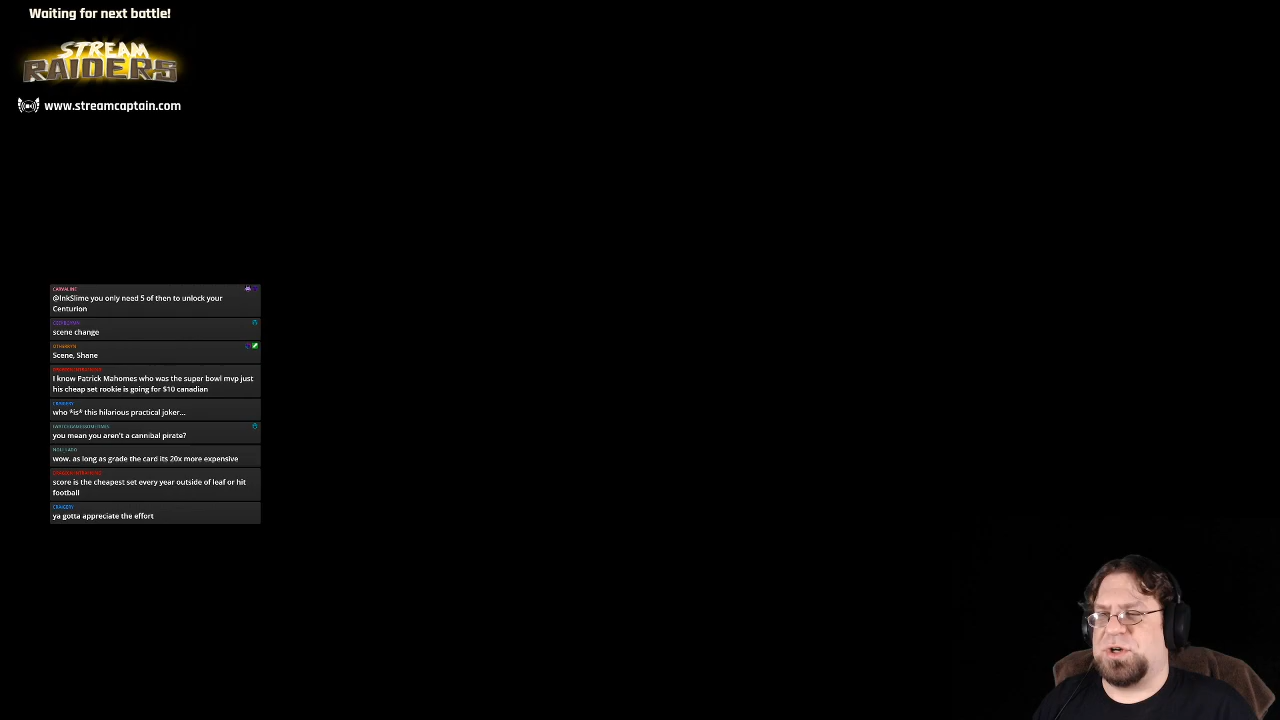 Waiting for next battle!
STREAM
RAIDERS
www.streamcaptain.com
CARVALINE
@InkSlime you only need 5 of then to unlock your
Centurion
scene change
Scene, Shane
I know Patrick Mahomes who was the super bowl mvp just
his cheap set rookie is going for $10 canadian
CRAIGERY
who *is* this hilarious practical joker...
you mean you aren't a cannibal pirate?
wow. as long as grade the card its 20x more expensive
score is the cheapest set every year outside of leaf or hit
football
CRAIGERY
ya gotta appreciate the effort